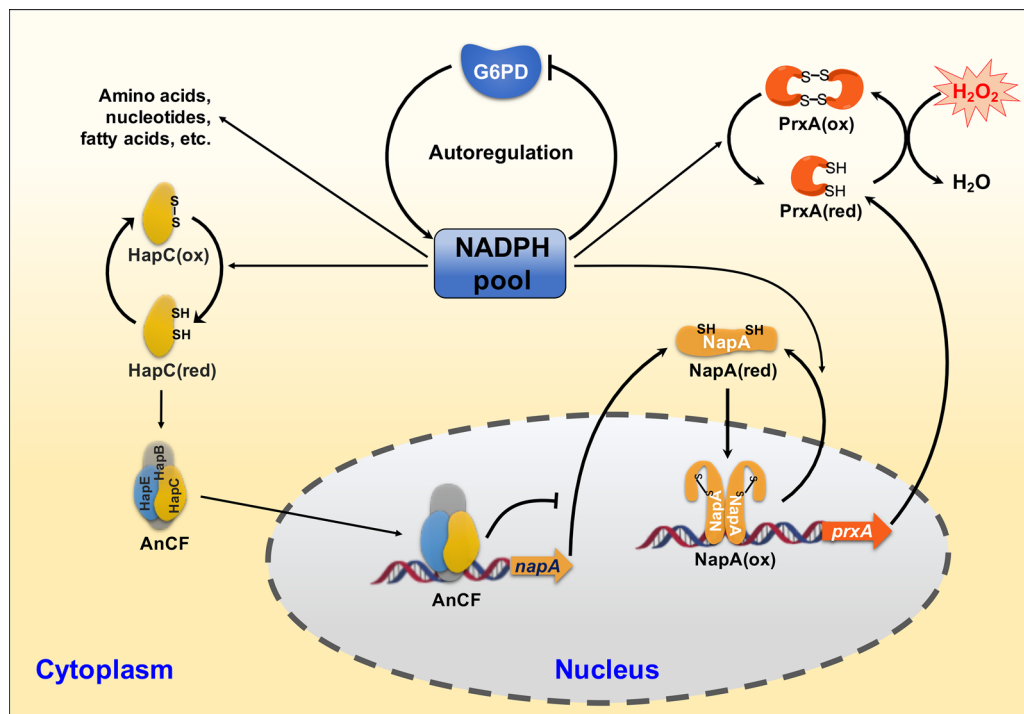 G6PD
Autoregulation
NADPH
pool
Amino acids,
nucleotides,
fatty acids, etc.
S
S
HapC(ox)
SH
SH
HapC(red)
HapB
HapE
HapC
AnCF
S-S
S-S
PrxA(ox)
H₂O₂
SH
SH
PrxA(red)
H₂O
SH
SH
NapA
NapA(red)
S
S
S
S
NapA
NapA
NapA(ox)
prxA
napA
AnCF
Cytoplasm
Nucleus